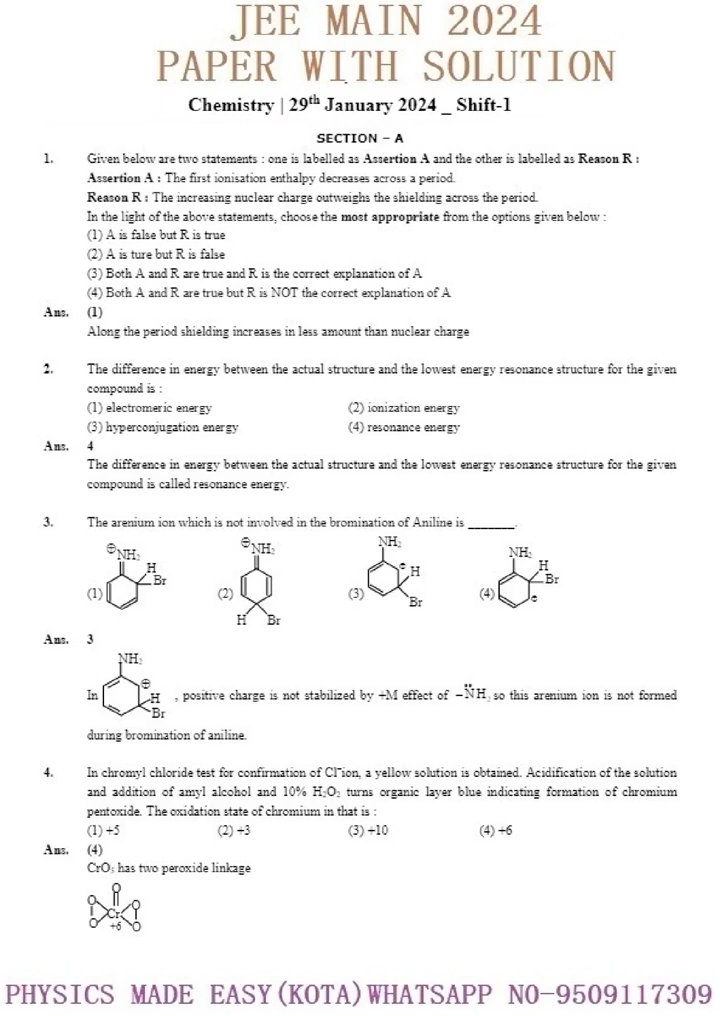 JEE MAIN 2024
PAPER WITH SOLUTION
Chemistry | 29th January 2024 _ Shift-1
SECTION – A
1. Given below are two statements : one is labelled as Assertion A and the other is labelled as Reason R :
Assertion A : The first ionisation enthalpy decreases across a period.
Reason R : The increasing nuclear charge outweighs the shielding across the period.
In the light of the above statements, choose the most appropriate from the options given below :
(1) A is false but R is true
(2) A is ture but R is false
(3) Both A and R are true and R is the correct explanation of A
(4) Both A and R are true but R is NOT the correct explanation of A
Ans. (1)
Along the period shielding increases in less amount than nuclear charge
2. The difference in energy between the actual structure and the lowest energy resonance structure for the given
compound is :
(1) electromeric energy (2) ionization energy
(3) hyperconjugation energy (4) resonance energy
Ans. 4
The difference in energy between the actual structure and the lowest energy resonance structure for the given
compound is called resonance energy.
3. The arenium ion which is not involved in the bromination of Aniline is _______.
⊖NH₂ ⊖NH₂ NH₂ NH₂
H H H
(1) Br (2) (3) Br (4) Br
H Br
Ans. 3
NH₂
⊕
In H Br , positive charge is not stabilized by +M effect of –N̈H₂ so this arenium ion is not formed
during bromination of aniline.
4. In chromyl chloride test for confirmation of Cl⁻ion, a yellow solution is obtained. Acidification of the solution
and addition of amyl alcohol and 10% H₂O₂ turns organic layer blue indicating formation of chromium
pentoxide. The oxidation state of chromium in that is :
(1) +5 (2) +3 (3) +10 (4) +6
Ans. (4)
CrO₅ has two peroxide linkage
O
O Cr O
O +6 O
PHYSICS MADE EASY(KOTA)WHATSAPP NO-9509117309